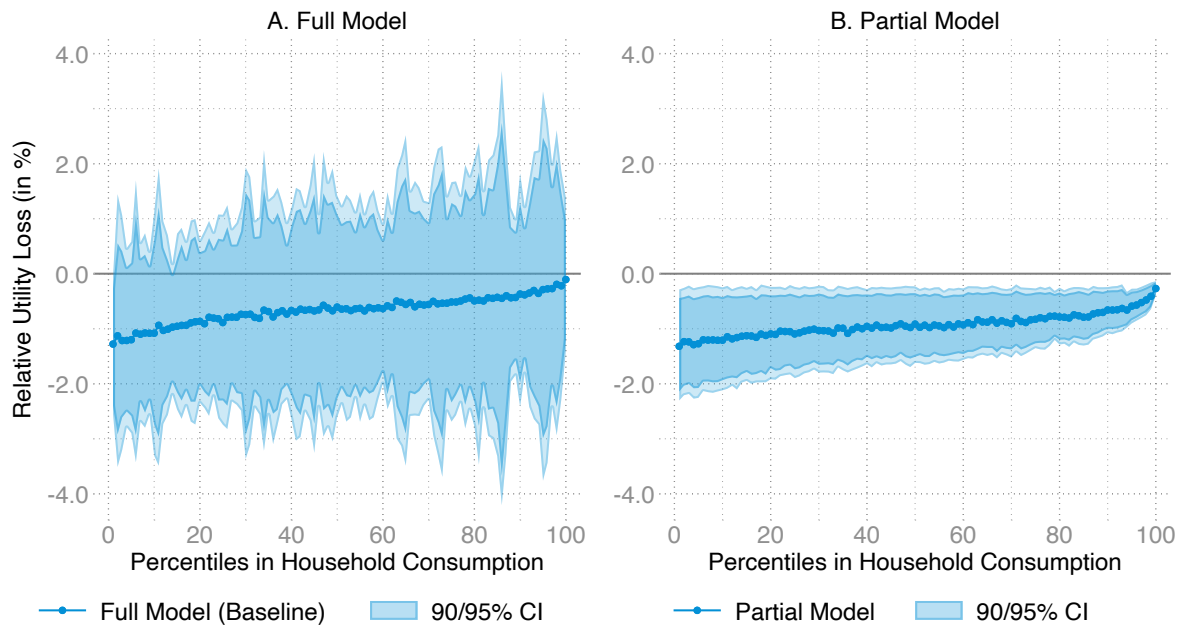 A. Full Model
B. Partial Model
Relative Utility Loss (in %)
4.0
2.0
0.0
-2.0
-4.0
0 20 40 60 80 100
Percentiles in Household Consumption
4.0
2.0
0.0
-2.0
-4.0
0 20 40 60 80 100
Percentiles in Household Consumption
Full Model (Baseline) 90/95% CI
Partial Model 90/95% CI